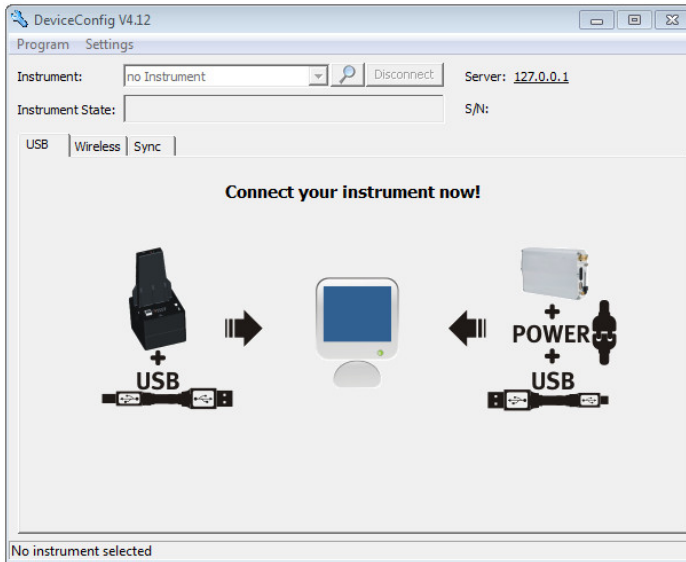 DeviceConfig V4.12
Program Settings
Instrument: no Instrument Disconnect Server: 127.0.0.1
Instrument State: S/N:
USB Wireless Sync
Connect your instrument now!
+
POWER
+ +
USB USB
No instrument selected